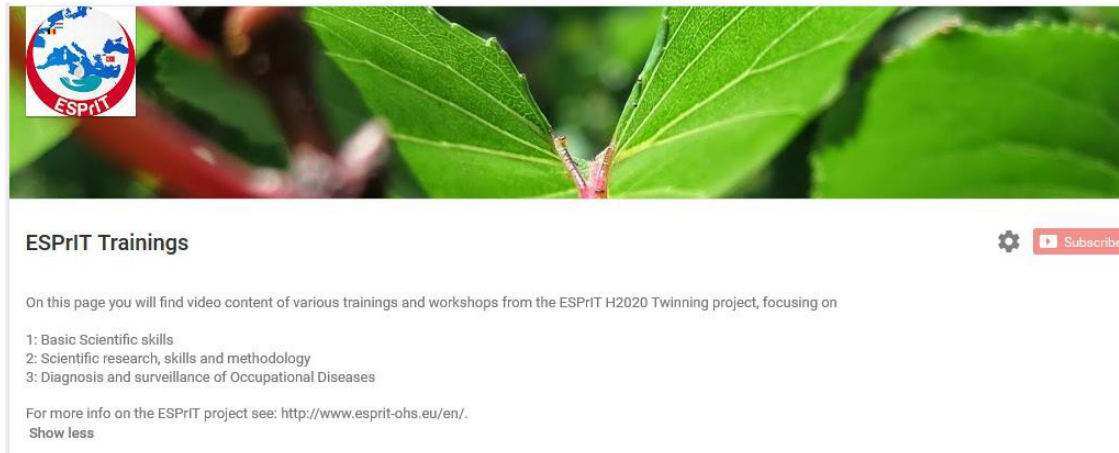 ESPrIT
ESPrIT Trainings
Subscribe
On this page you will find video content of various trainings and workshops from the ESPrIT H2020 Twinning project, focusing on
1: Basic Scientific skills
2: Scientific research, skills and methodology
3: Diagnosis and surveillance of Occupational Diseases
For more info on the ESPrIT project see: http://www.esprit-ohs.eu/en/.
Show less